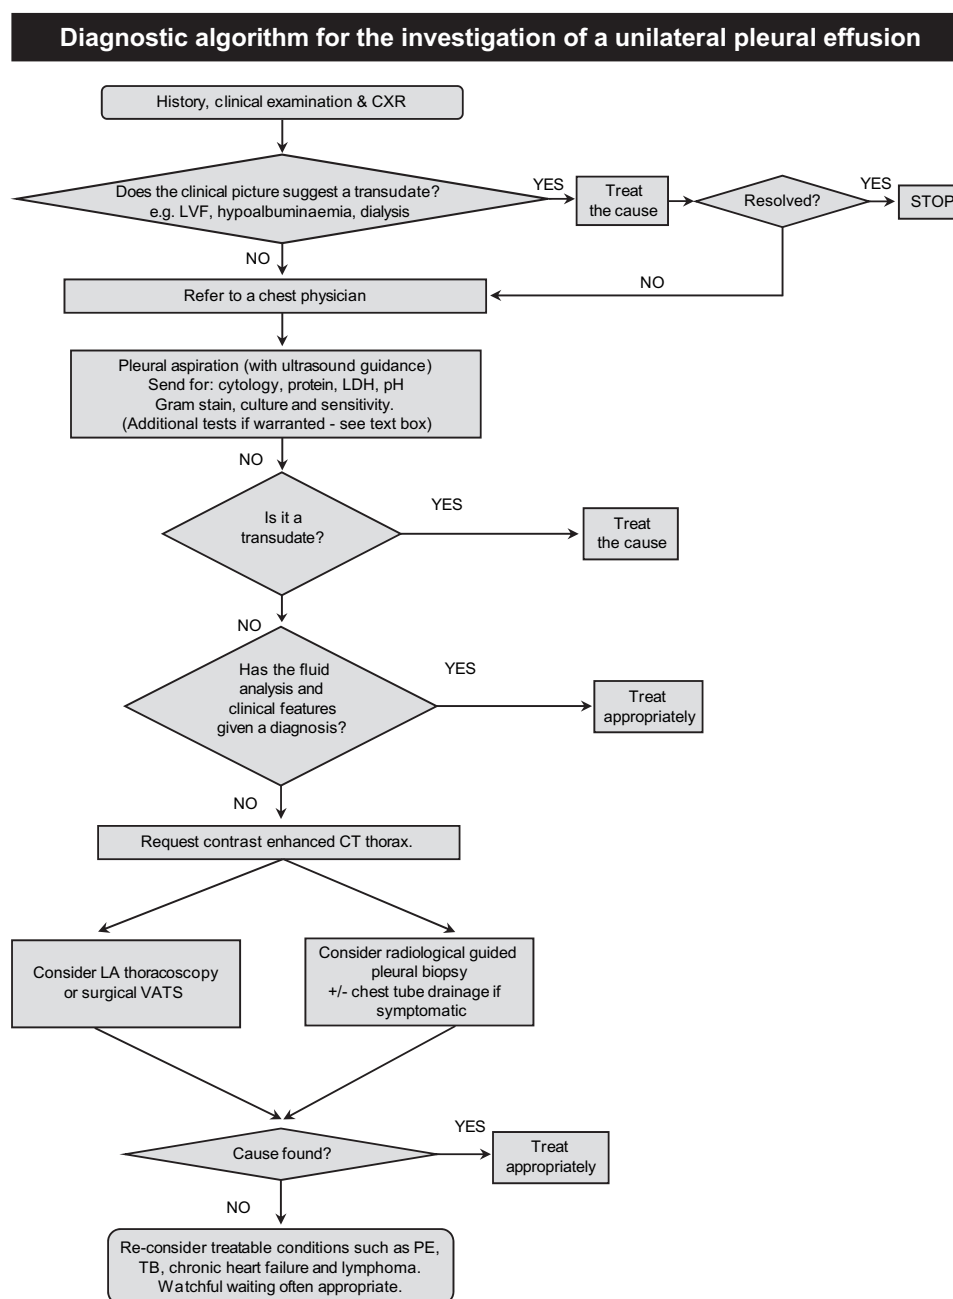 Diagnostic algorithm for the investigation of a unilateral pleural effusion
History, clinical examination & CXR
Does the clinical picture suggest a transudate?
e.g. LVF, hypoalbuminaemia, dialysis
YES
Treat
the cause
Resolved?
YES
STOP
NO
NO
Refer to a chest physician
Pleural aspiration (with ultrasound guidance)
Send for: cytology, protein, LDH, pH
Gram stain, culture and sensitivity.
(Additional tests if warranted - see text box)
NO
Is it a
transudate?
YES
Treat
the cause
NO
Has the fluid
analysis and
clinical features
given a diagnosis?
YES
Treat
appropriately
NO
Request contrast enhanced CT thorax.
Consider LA thoracoscopy
or surgical VATS
Consider radiological guided
pleural biopsy
+/- chest tube drainage if
symptomatic
Cause found?
YES
Treat
appropriately
NO
Re-consider treatable conditions such as PE,
TB, chronic heart failure and lymphoma.
Watchful waiting often appropriate.